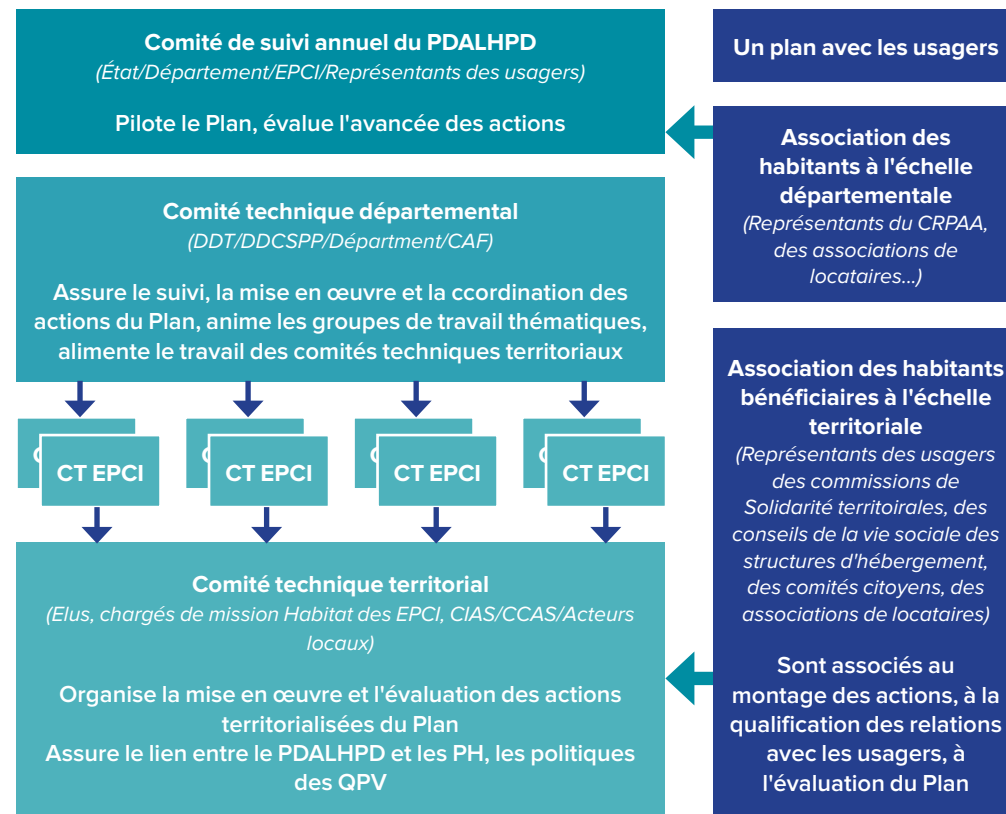 Comité de suivi annuel du PDALHPD
(État/Département/EPCI/Représentants des usagers)
Pilote le Plan, évalue l'avancée des actions
Comité technique départemental
(DDT/DDCSPP/Départment/CAF)
Assure le suivi, la mise en œuvre et la ccordination des
actions du Plan, anime les groupes de travail thématiques,
alimente le travail des comités techniques territoriaux
CT EPCI
CT EPCI
CT EPCI
CT EPCI
Comité technique territorial
(Elus, chargés de mission Habitat des EPCI, CIAS/CCAS/Acteurs
locaux)
Organise la mise en œuvre et l'évaluation des actions
territorialisées du Plan
Assure le lien entre le PDALHPD et les PH, les politiques
des QPV
Un plan avec les usagers
Association des
habitants à l'échelle
départementale
(Représentants du CRPAA,
des associations de
locataires...)
Association des habitants
bénéficiaires à l'échelle
territoriale
(Représentants des usagers
des commissions de
Solidarité territoirales, des
conseils de la vie sociale des
structures d'hébergement,
des comités citoyens, des
associations de locataires)
Sont associés au
montage des actions, à la
qualification des relations
avec les usagers, à
l'évaluation du Plan